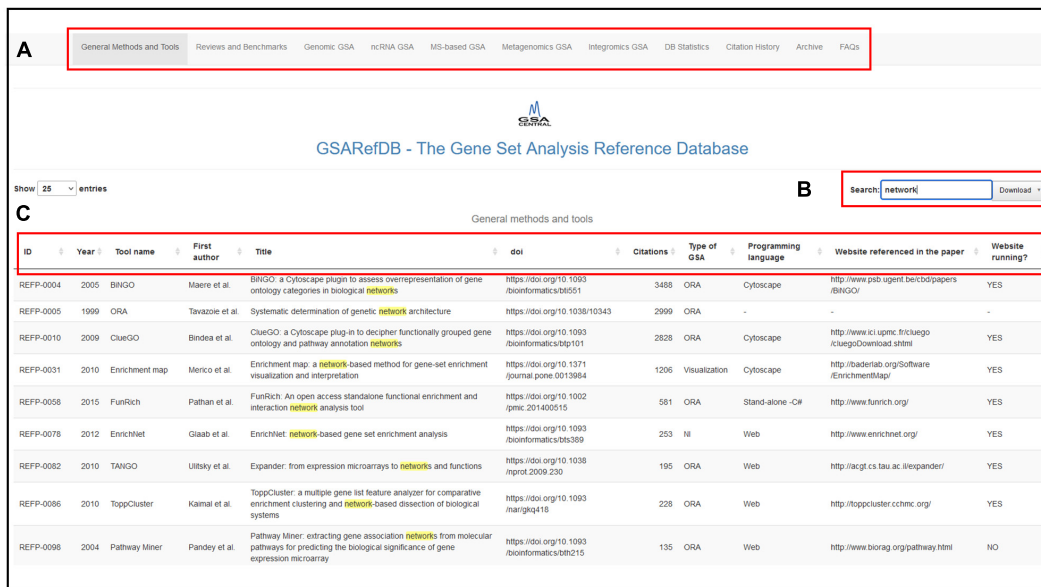 A
General Methods and Tools Reviews and Benchmarks Genomic GSA ncRNA GSA MS-based GSA Metagenomics GSA Integromics GSA DB Statistics Citation History Archive FAQs
GSA
CENTRAL
GSARefDB - The Gene Set Analysis Reference Database
Show 25 entries
B
Search: network Download
C
General methods and tools
ID Year Tool name First author Title doi Citations Type of GSA Programming language Website referenced in the paper Website running?
REFP-0004 2005 BiNGO Maere et al. BiNGO: a Cytoscape plugin to assess overrepresentation of gene ontology categories in biological networks https://doi.org/10.1093/bioinformatics/bti551 3488 ORA Cytoscape http://www.psb.ugent.be/cbd/papers/BiNGO/ YES
REFP-0005 1999 ORA Tavazoie et al. Systematic determination of genetic network architecture https://doi.org/10.1038/10343 2999 ORA - - -
REFP-0010 2009 ClueGO Bindea et al. ClueGO: a Cytoscape plug-in to decipher functionally grouped gene ontology and pathway annotation networks https://doi.org/10.1093/bioinformatics/btp101 2828 ORA Cytoscape http://www.ici.upmc.fr/cluego/cluegoDownload.shtml YES
REFP-0031 2010 Enrichment map Merico et al. Enrichment map: a network-based method for gene-set enrichment visualization and interpretation https://doi.org/10.1371/journal.pone.0013984 1206 Visualization Cytoscape http://baderlab.org/Software/EnrichmentMap/ YES
REFP-0058 2015 FunRich Pathan et al. FunRich: An open access standalone functional enrichment and interaction network analysis tool https://doi.org/10.1002/pmic.201400515 581 ORA Stand-alone -C# http://www.funrich.org/ YES
REFP-0078 2012 EnrichNet Glaab et al. EnrichNet: network-based gene set enrichment analysis https://doi.org/10.1093/bioinformatics/bts389 253 NI Web http://www.enrichnet.org/ YES
REFP-0082 2010 TANGO Ulitsky et al. Expander: from expression microarrays to networks and functions https://doi.org/10.1038/nprot.2009.230 195 ORA Web http://acgt.cs.tau.ac.il/expander/ YES
REFP-0086 2010 ToppCluster Kaimal et al. ToppCluster: a multiple gene list feature analyzer for comparative enrichment clustering and network-based dissection of biological systems https://doi.org/10.1093/nar/gkq418 228 ORA Web http://toppcluster.cchmc.org/ YES
REFP-0098 2004 Pathway Miner Pandey et al. Pathway Miner: extracting gene association networks from molecular pathways for predicting the biological significance of gene expression microarray https://doi.org/10.1093/bioinformatics/bth215 135 ORA Web http://www.biorag.org/pathway.html NO